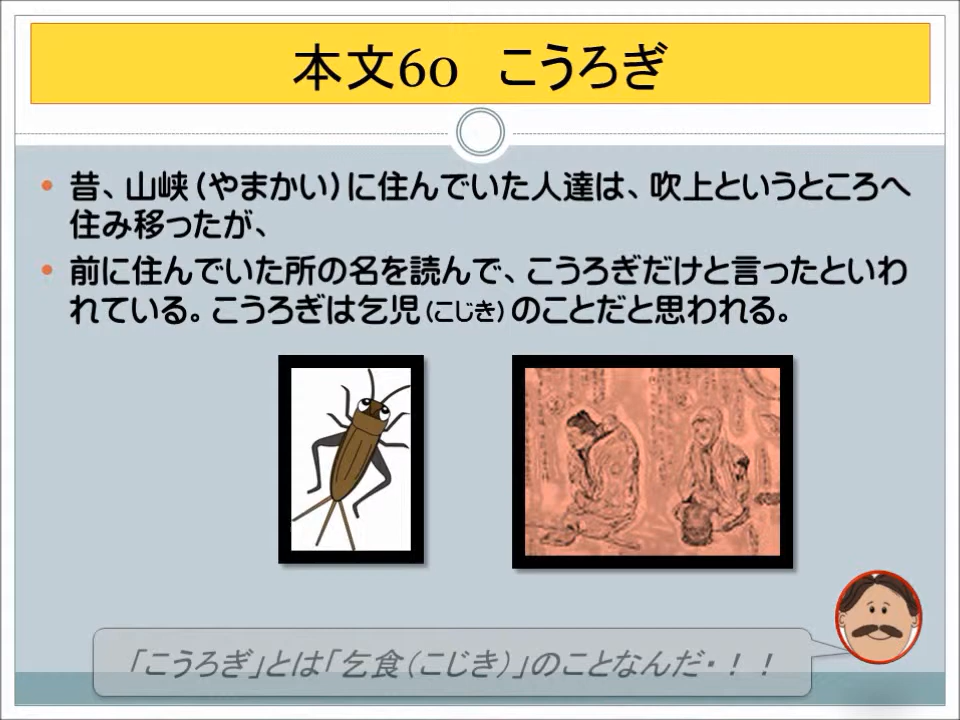 本文60　こうろぎ
• 昔、山峡(やまかい)に住んでいた人達は、吹上というところへ
住み移ったが、
• 前に住んでいた所の名を読んで、こうろぎだけと言ったといわ
れている。こうろぎは乞児(こじき)のことだと思われる。
「こうろぎ」とは「乞食(こじき)」のことなんだ・！！